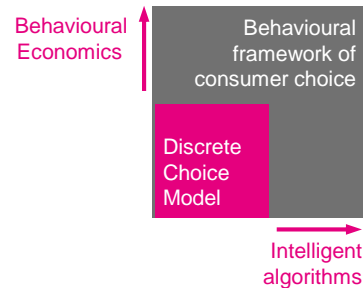 Behavioural
Economics
Behavioural
framework of
consumer choice
Discrete
Choice
Model
Intelligent
algorithms